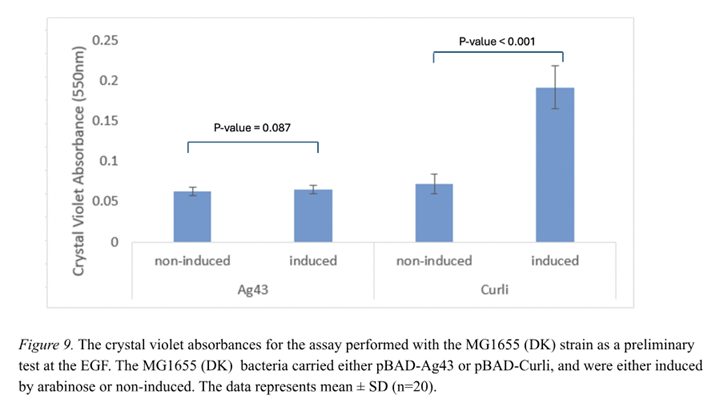 0.25
P-value < 0.001
0.2
0.15
P-value = 0.087
0.1
0.05
0
Crystal Violet Absorbance (550nm)
non-induced induced non-induced induced
Ag43 Curli
Figure 9. The crystal violet absorbances for the assay performed with the MG1655 (DK) strain as a preliminary
test at the EGF. The MG1655 (DK) bacteria carried either pBAD-Ag43 or pBAD-Curli, and were either induced
by arabinose or non-induced. The data represents mean ± SD (n=20).